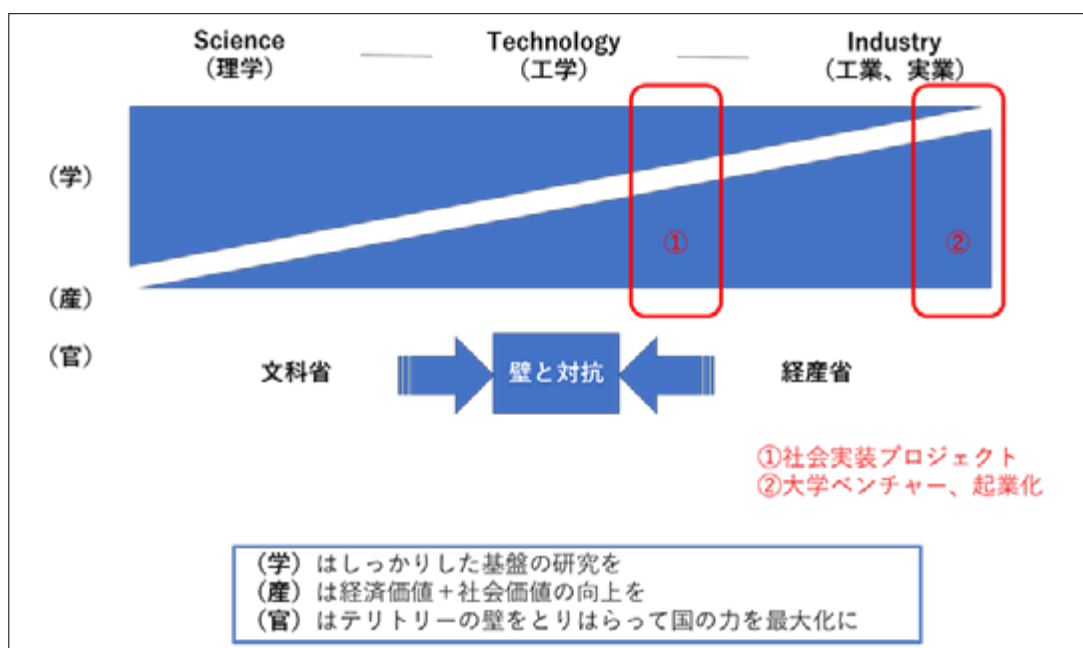 Science
（理学）
Technology
（工学）
Industry
（工業、実業）
（学）
①
②
（産）
（官）
文科省
壁と対抗
経産省
①社会実装プロジェクト
②大学ベンチャー、起業化
（学）はしっかりした基盤の研究を
（産）は経済価値＋社会価値の向上を
（官）はテリトリーの壁をとりはらって国の力を最大化に